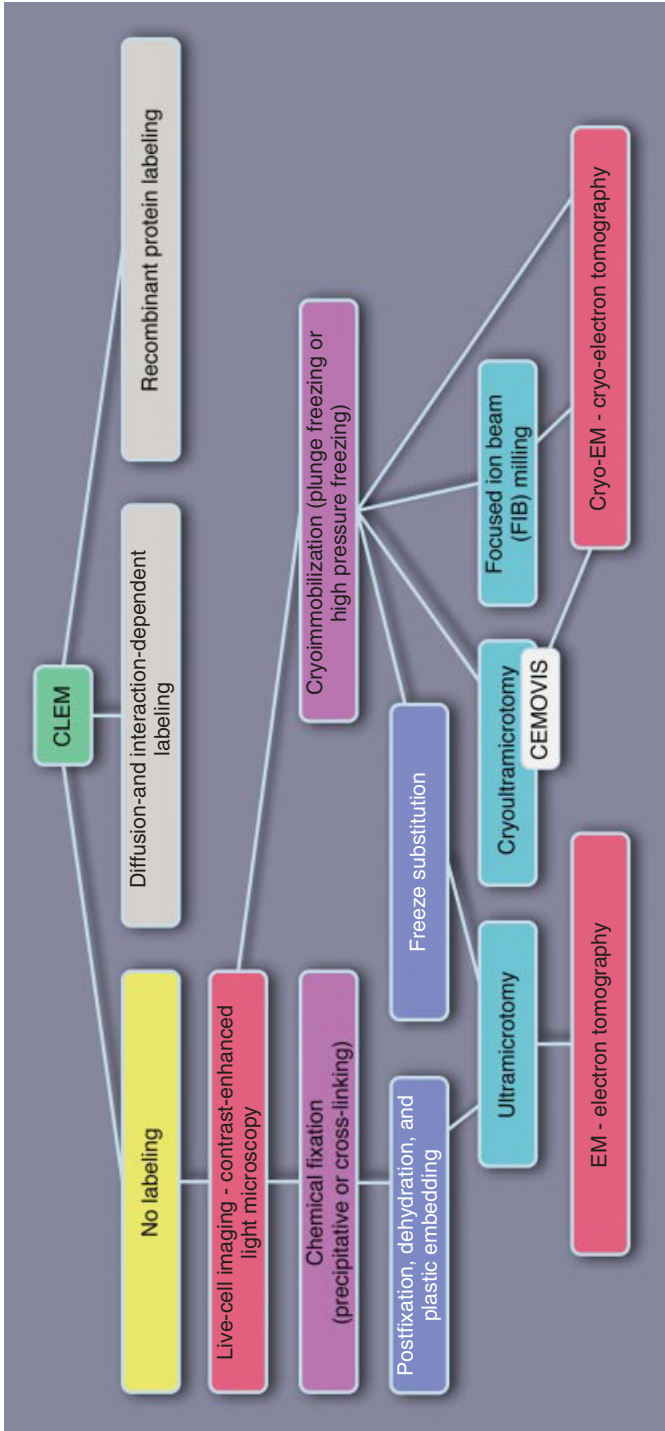 CLEM
No labeling
Diffusion-and interaction-dependent
labeling
Recombinant protein labeling
Live-cell imaging - contrast-enhanced
light microscopy
Chemical fixation
(precipitative or cross-linking)
Cryoimmobilization (plunge freezing or
high pressure freezing)
Postfixation, dehydration, and
plastic embedding
Freeze substitution
Ultramicrotomy
Cryoultramicrotomy
CEMOVIS
Focused ion beam
(FIB) milling
EM - electron tomography
Cryo-EM - cryo-electron tomography